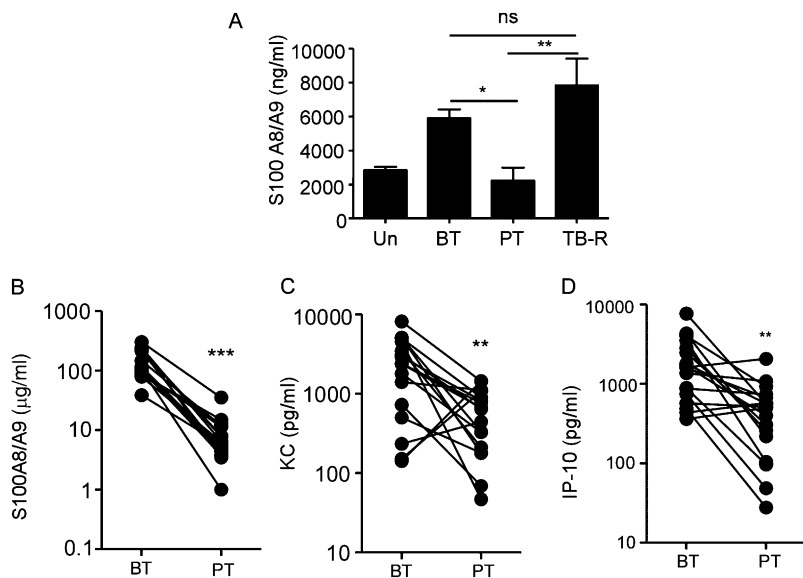 A
ns
**
*
S100 A8/A9 (ng/ml)
10000
8000
6000
4000
2000
0
Un BT PT TB-R
B
S100A8/A9 (μg/ml)
1000
100
10
1
0.1
***
BT PT
C
KC (pg/ml)
10000
1000
100
10
**
BT PT
D
IP-10 (pg/ml)
10000
1000
100
10
**
BT PT